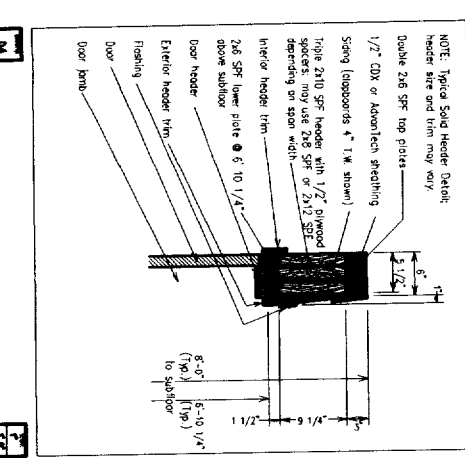 NOTE: Typical Solid Header Detail;
header size and trim may vary.
Double 2x6 SPF top plates
1/2" CDX or AdvanTech sheathing
Siding (clapboards 4" T.W. shown)
Triple 2x10 SPF header with 1/2" plywood
spacers; may use 2x8 SPF or 2x12 SPF
depending on span width
Interior header trim
2x6 SPF lower plate @ 6' 10 1/4"
above subfloor
Door header
Exterior header trim
Flashing
Door
Door jamb
6"
5 1/2"
1"
3"
9 1/4"
1 1/2"
8'-0"
(Typ.)
6'-10 1/4"
(Typ.)
to subfloor